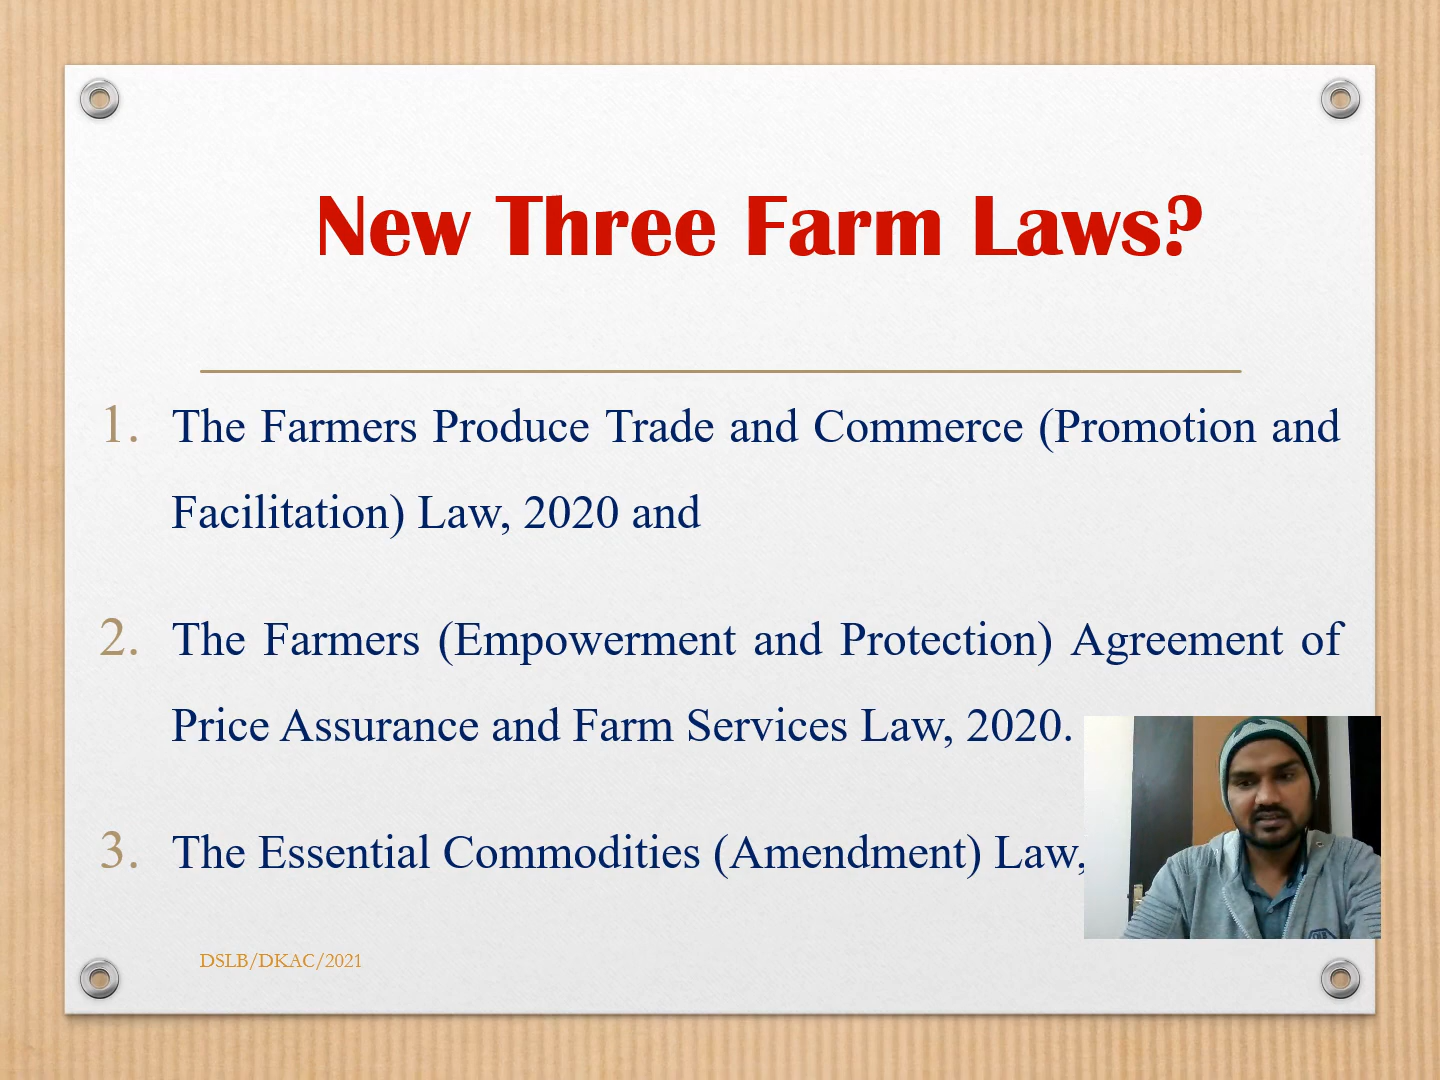 New Three Farm Laws?
1. The Farmers Produce Trade and Commerce (Promotion and
Facilitation) Law, 2020 and
2. The Farmers (Empowerment and Protection) Agreement of
Price Assurance and Farm Services Law, 2020.
3. The Essential Commodities (Amendment) Law,
DSLB/DKAC/2021